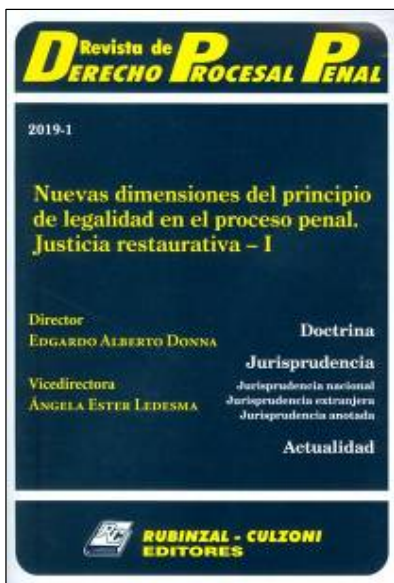 Revista de
DERECHO PROCESAL PENAL
2019-1
Nuevas dimensiones del principio
de legalidad en el proceso penal.
Justicia restaurativa – I
Director
EDGARDO ALBERTO DONNA
Vicedirectora
ÁNGELA ESTER LEDESMA
Doctrina
Jurisprudencia
Jurisprudencia nacional
Jurisprudencia extranjera
Jurisprudencia anotada
Actualidad
RUBINZAL - CULZONI
EDITORES